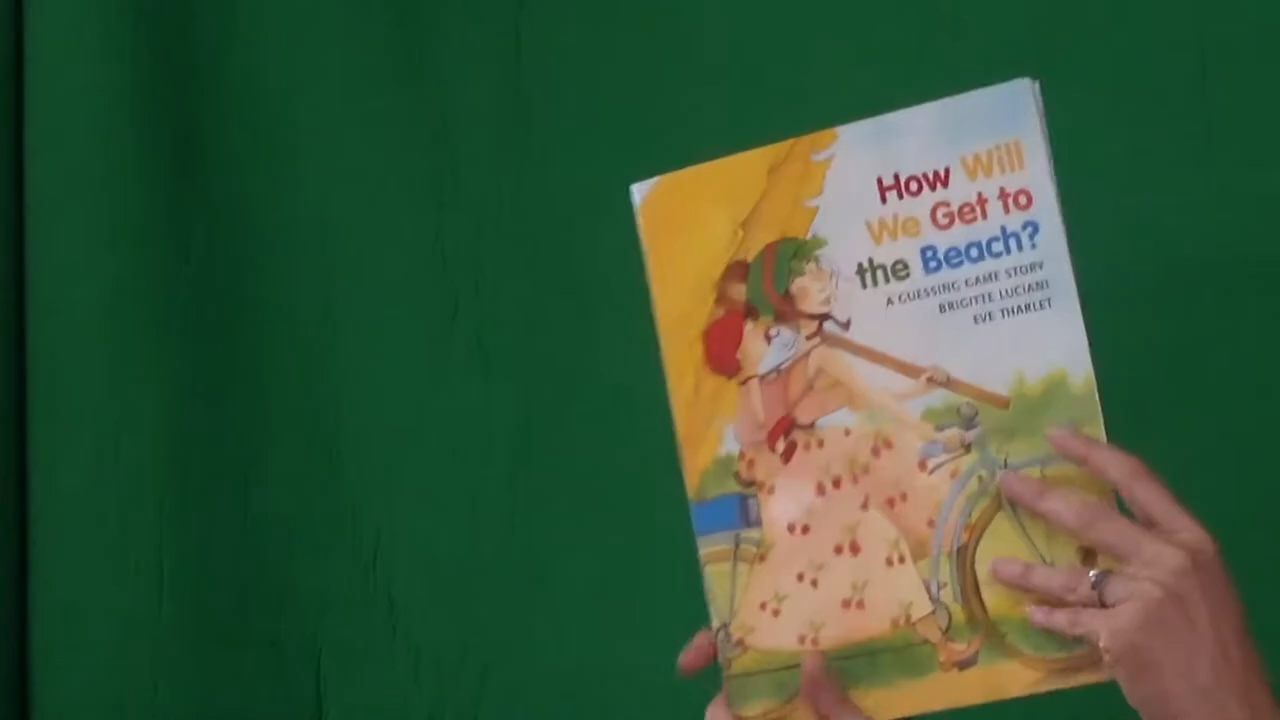 How Will
We Get to
the Beach?
A GUESSING GAME STORY
BRIGITTE LUCIANI
EVE THARLET